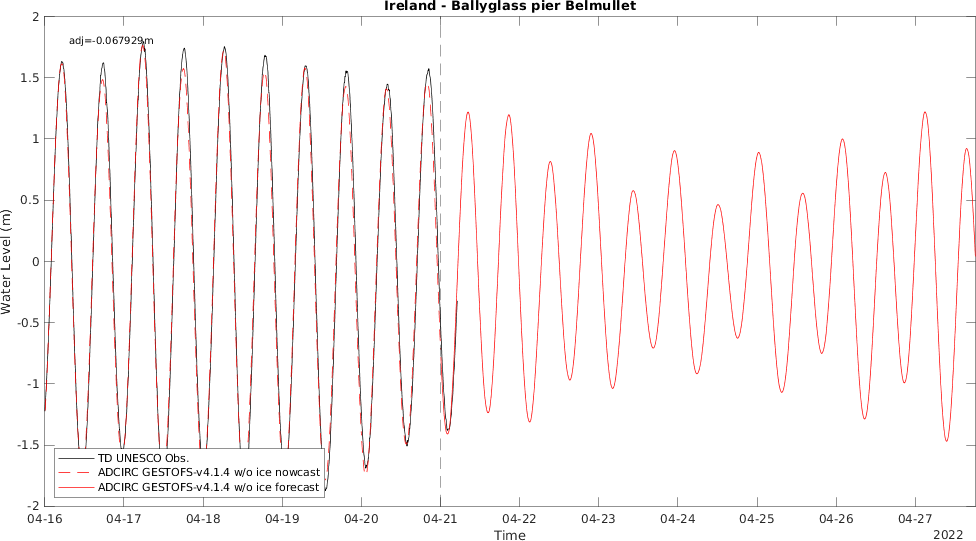 Ireland - Ballyglass pier Belmullet
adj=-0.067929m
2
1.5
1
0.5
0
-0.5
-1
-1.5
-2
Water Level (m)
TD UNESCO Obs.
ADCIRC GESTOFS-v4.1.4 w/o ice nowcast
ADCIRC GESTOFS-v4.1.4 w/o ice forecast
04-16 04-17 04-18 04-19 04-20 04-21 04-22 04-23 04-24 04-25 04-26 04-27
Time
2022